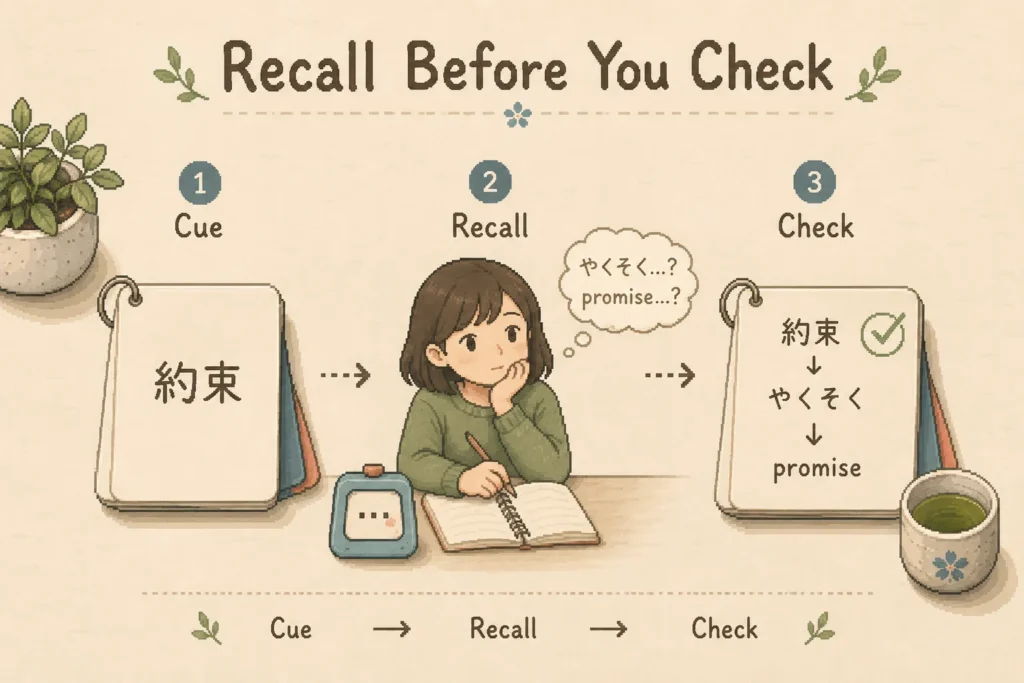 Recall Before You Check
1
Cue
2
Recall
3
Check
約束
やくそく...?
promise...?
...
約束
↓
やくそく
↓
promise
Cue → Recall → Check